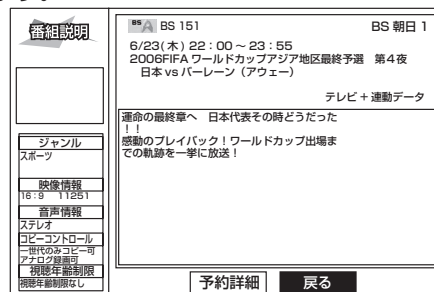 す。
番組説明
BS A BS 151 BS 朝日 1
6/23(木) 22:00~23:55
2006FIFA ワールドカップアジア地区最終予選 第4夜
日本 vs バーレーン(アウェー)
テレビ+連動データ
運命の最終章へ 日本代表その時どうだった
!!
感動のプレイバック!ワールドカップ出場ま
での軌跡を一挙に放送!
ジャンル
スポーツ
映像情報
16:9 1125i
音声情報
ステレオ
コピーコントロール
一世代のみコピー可
アナログ録画可
視聴年齢制限
視聴年齢制限なし
予約詳細 戻る